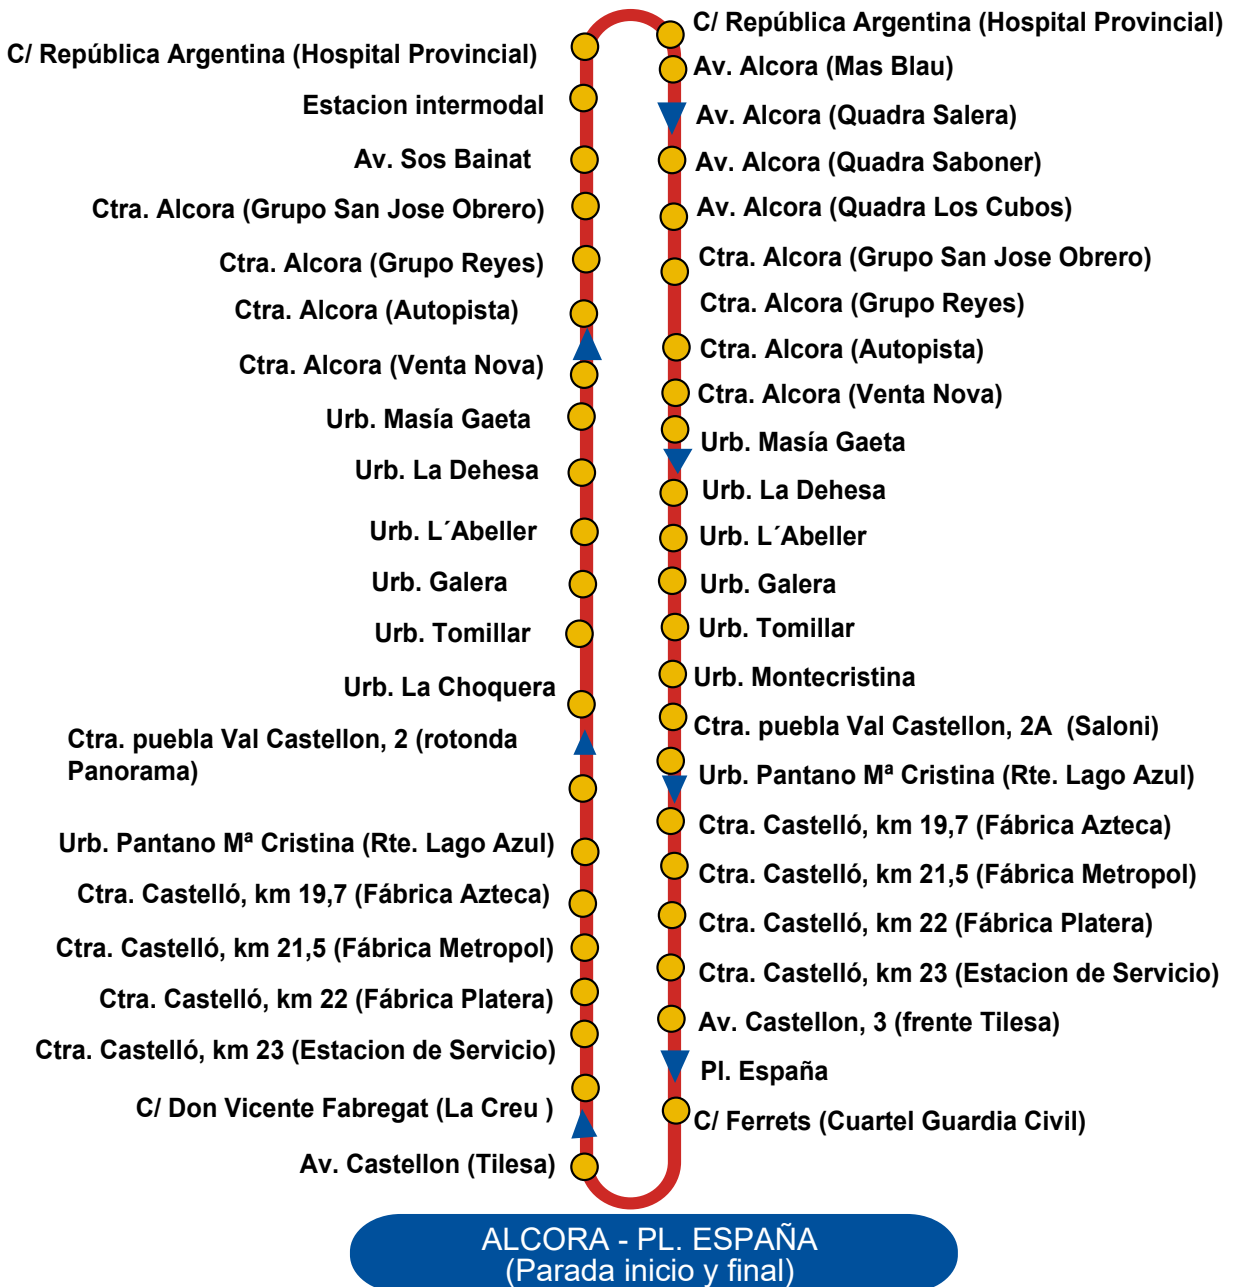 C/ República Argentina (Hospital Provincial)
Estacion intermodal
Av. Sos Bainat
Ctra. Alcora (Grupo San Jose Obrero)
Ctra. Alcora (Grupo Reyes)
Ctra. Alcora (Autopista)
Ctra. Alcora (Venta Nova)
Urb. Masía Gaeta
Urb. La Dehesa
Urb. L´Abeller
Urb. Galera
Urb. Tomillar
Urb. La Choquera
Ctra. puebla Val Castellon, 2 (rotonda
Panorama)
Urb. Pantano Mª Cristina (Rte. Lago Azul)
Ctra. Castelló, km 19,7 (Fábrica Azteca)
Ctra. Castelló, km 21,5 (Fábrica Metropol)
Ctra. Castelló, km 22 (Fábrica Platera)
Ctra. Castelló, km 23 (Estacion de Servicio)
C/ Don Vicente Fabregat (La Creu )
Av. Castellon (Tilesa)
C/ República Argentina (Hospital Provincial)
Av. Alcora (Mas Blau)
Av. Alcora (Quadra Salera)
Av. Alcora (Quadra Saboner)
Av. Alcora (Quadra Los Cubos)
Ctra. Alcora (Grupo San Jose Obrero)
Ctra. Alcora (Grupo Reyes)
Ctra. Alcora (Autopista)
Ctra. Alcora (Venta Nova)
Urb. Masía Gaeta
Urb. La Dehesa
Urb. L´Abeller
Urb. Galera
Urb. Tomillar
Urb. Montecristina
Ctra. puebla Val Castellon, 2A (Saloni)
Urb. Pantano Mª Cristina (Rte. Lago Azul)
Ctra. Castelló, km 19,7 (Fábrica Azteca)
Ctra. Castelló, km 21,5 (Fábrica Metropol)
Ctra. Castelló, km 22 (Fábrica Platera)
Ctra. Castelló, km 23 (Estacion de Servicio)
Av. Castellon, 3 (frente Tilesa)
Pl. España
C/ Ferrets (Cuartel Guardia Civil)
ALCORA - PL. ESPAÑA
(Parada inicio y final)